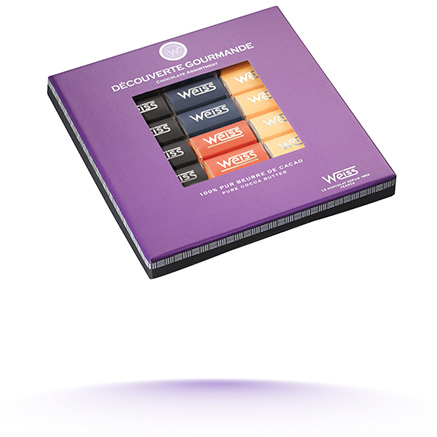 W
DÉCOUVERTE GOURMANDE
CHOCOLATE ASSORTMENT
Weiss
Weiss
Weiss
Weiss
100% PUR BEURRE DE CACAO
PURE COCOA BUTTER
Weiss